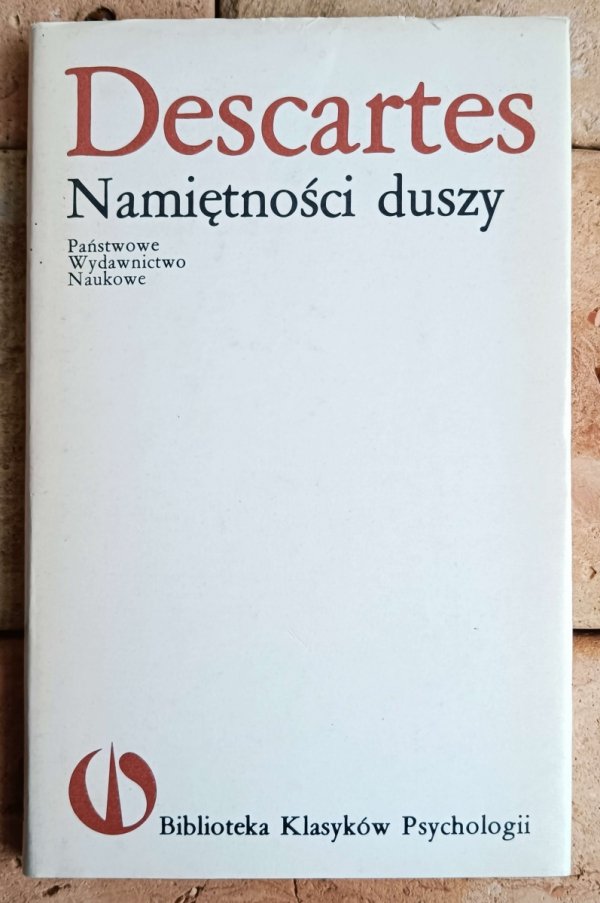 Descartes
Namiętności duszy
Państwowe
Wydawnictwo
Naukowe
Biblioteka Klasyków Psychologii